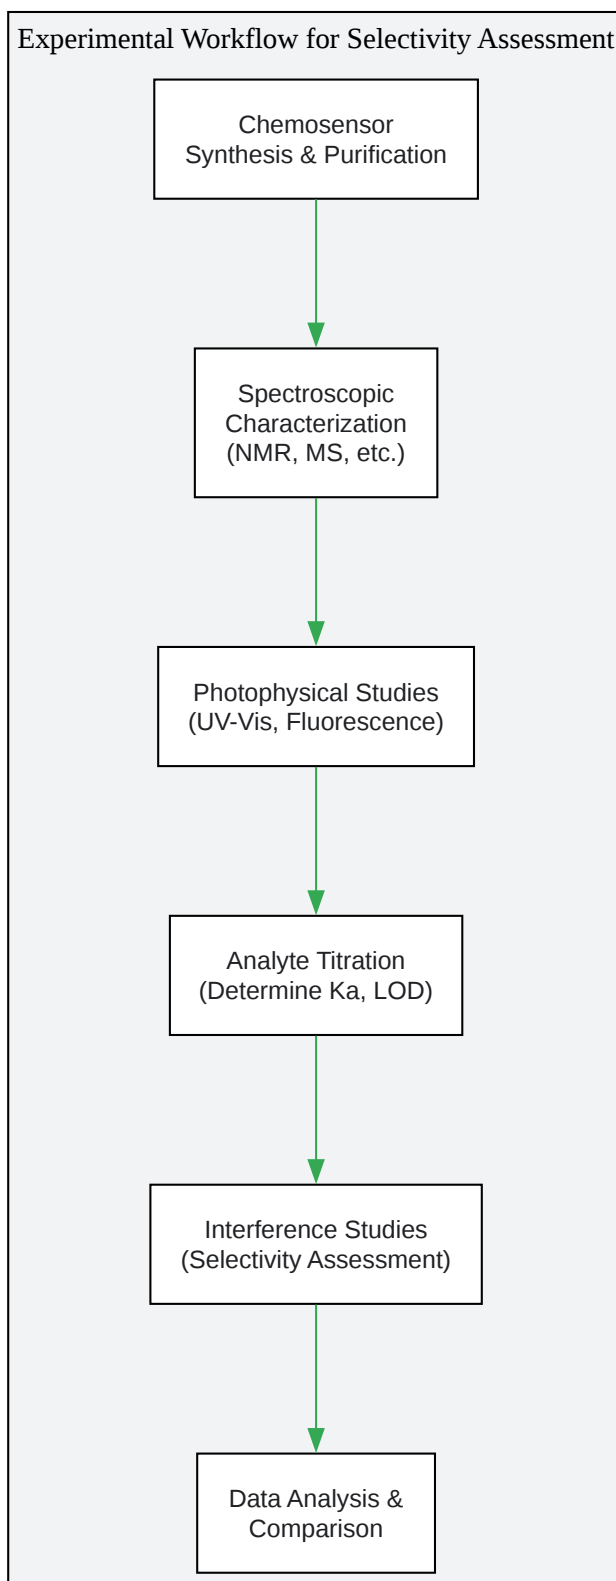 Experimental Workflow for Selectivity Assessment
Chemosensor
Synthesis & Purification
Spectroscopic
Characterization
(NMR, MS, etc.)
Photophysical Studies
(UV-Vis, Fluorescence)
Analyte Titration
(Determine Ka, LOD)
Interference Studies
(Selectivity Assessment)
Data Analysis &
Comparison